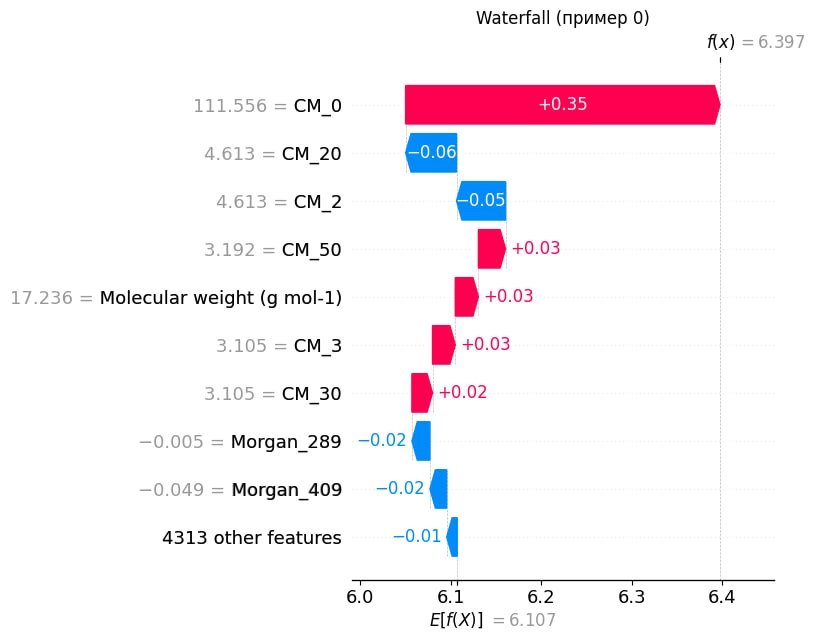 Waterfall (пример 0)
f(x) = 6.397
111.556 = CM_0 +0.35
4.613 = CM_20 −0.06
4.613 = CM_2 −0.05
3.192 = CM_50 +0.03
17.236 = Molecular weight (g mol-1) +0.03
3.105 = CM_3 +0.03
3.105 = CM_30 +0.02
−0.005 = Morgan_289 −0.02
−0.049 = Morgan_409 −0.02
4313 other features −0.01
6.0 6.1 6.2 6.3 6.4
E[f(X)] = 6.107